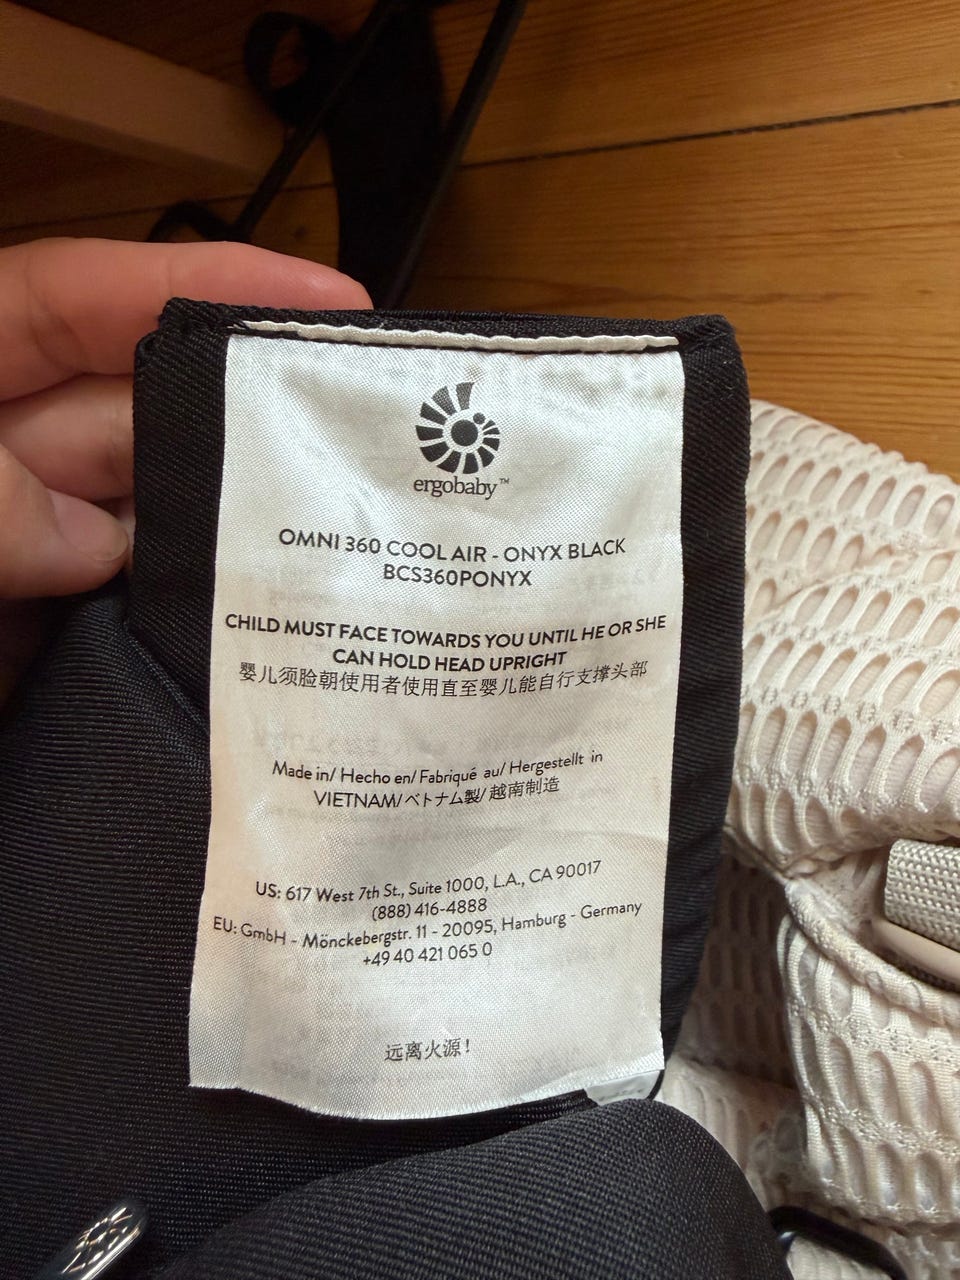 ergobaby™
OMNI 360 COOL AIR - ONYX BLACK
BCS360PONYX
CHILD MUST FACE TOWARDS YOU UNTIL HE OR SHE
CAN HOLD HEAD UPRIGHT
婴儿须脸朝使用者使用直至婴儿能自行支撑头部
Made in/ Hecho en/ Fabriqué au/ Hergestellt in
VIETNAM/ベトナム製/越南制造
US: 617 West 7th St., Suite 1000, L.A., CA 90017
(888) 416-4888
EU: GmbH - Mönckebergstr. 11 - 20095, Hamburg - Germany
+49 40 421 065 0
远离火源!